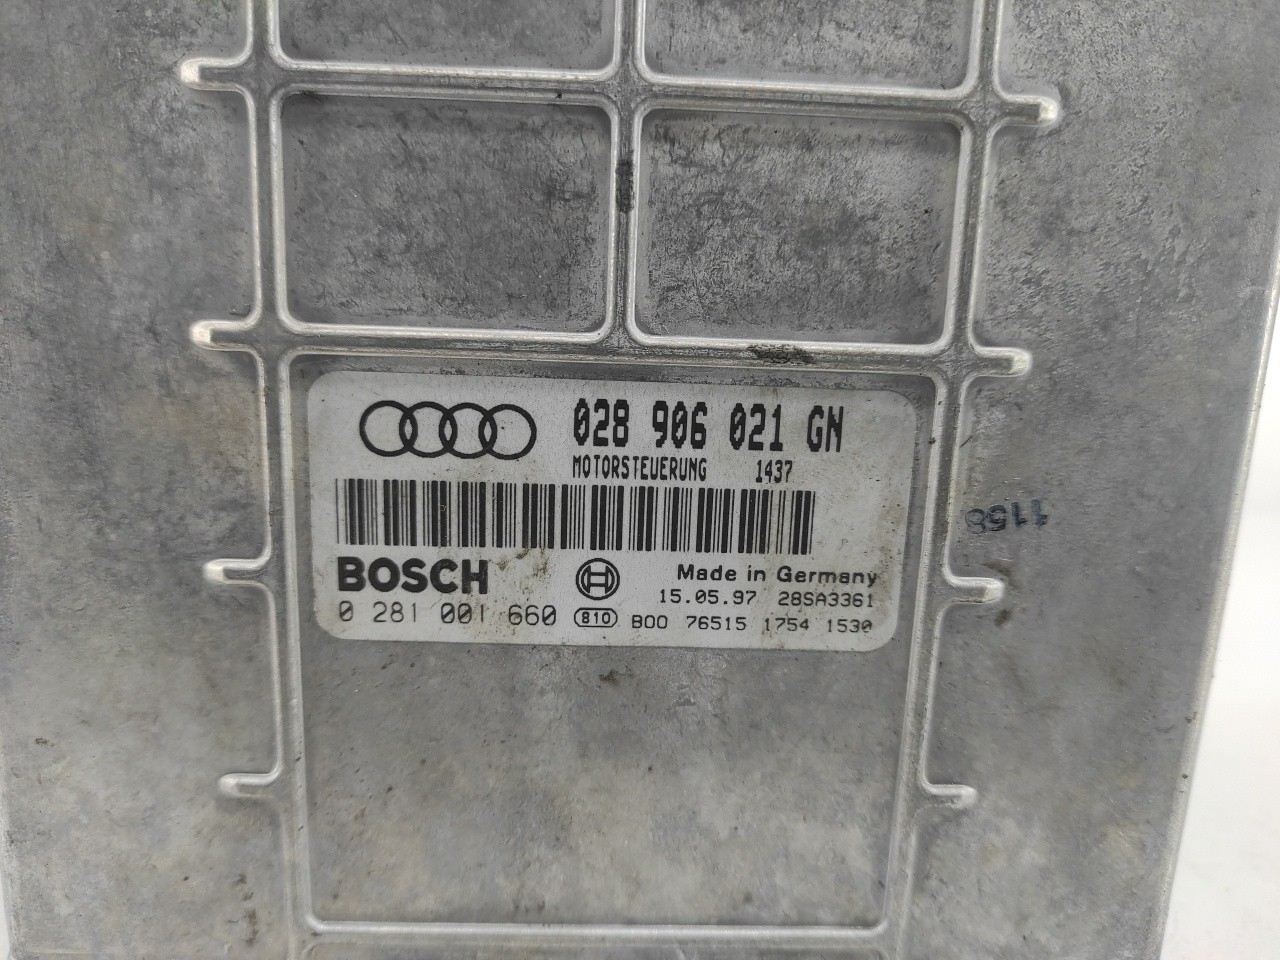 028 906 021 GN
MOTORSTEUERUNG 1437
BOSCH
Made in Germany
15.05.97 28SA3361
0 281 001 660 810 B00 76515 1754 1530
1158